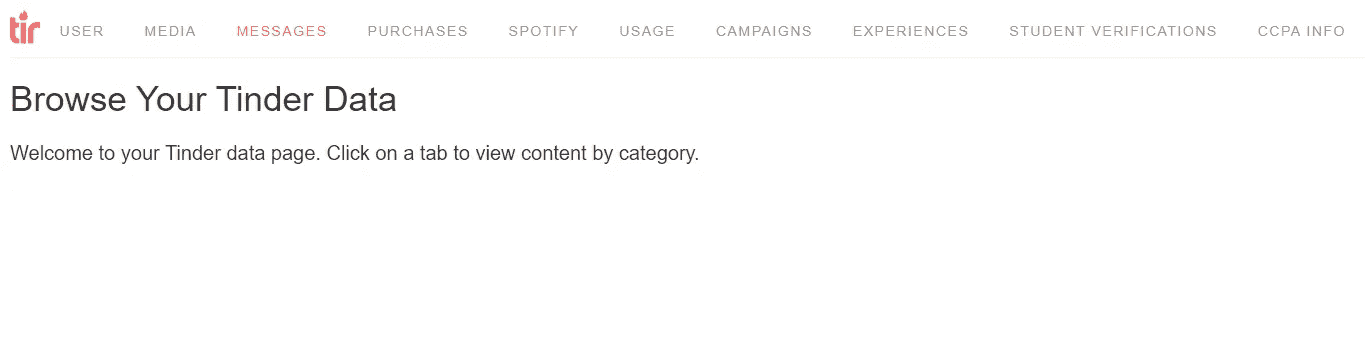 tir USER MEDIA MESSAGES PURCHASES SPOTIFY USAGE CAMPAIGNS EXPERIENCES STUDENT VERIFICATIONS CCPA INFO
Browse Your Tinder Data
Welcome to your Tinder data page. Click on a tab to view content by category.